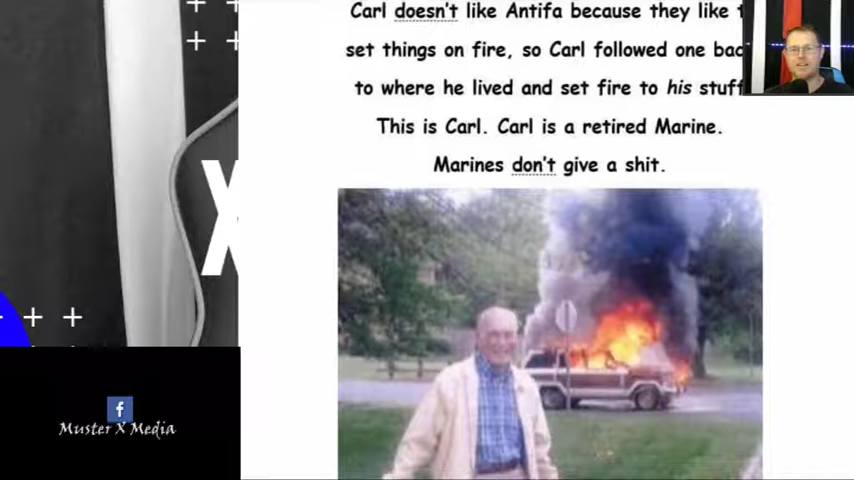 Carl doesn't like Antifa because they like
set things on fire, so Carl followed one
to where he lived and set fire to his stuff
This is Carl. Carl is a retired Marine.
Marines don't give a shit.
X
Muster X Media